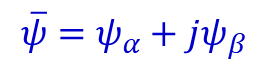 ψ̄ = ψ_α + jψ_β